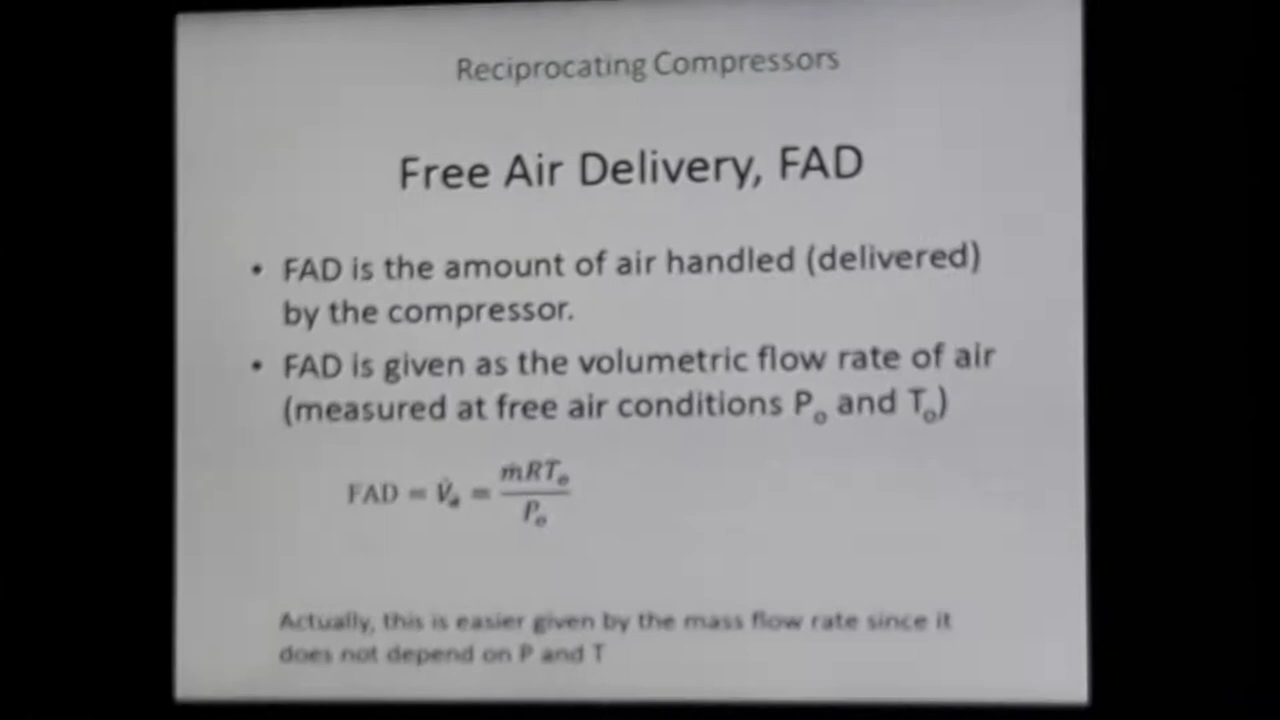 Reciprocating Compressors
Free Air Delivery, FAD
• FAD is the amount of air handled (delivered)
by the compressor.
• FAD is given as the volumetric flow rate of air
(measured at free air conditions Pₒ and Tₒ)
FAD = V̇ₐ = ṁRTₒ / Pₒ
Actually, this is easier given by the mass flow rate since it
does not depend on P and T